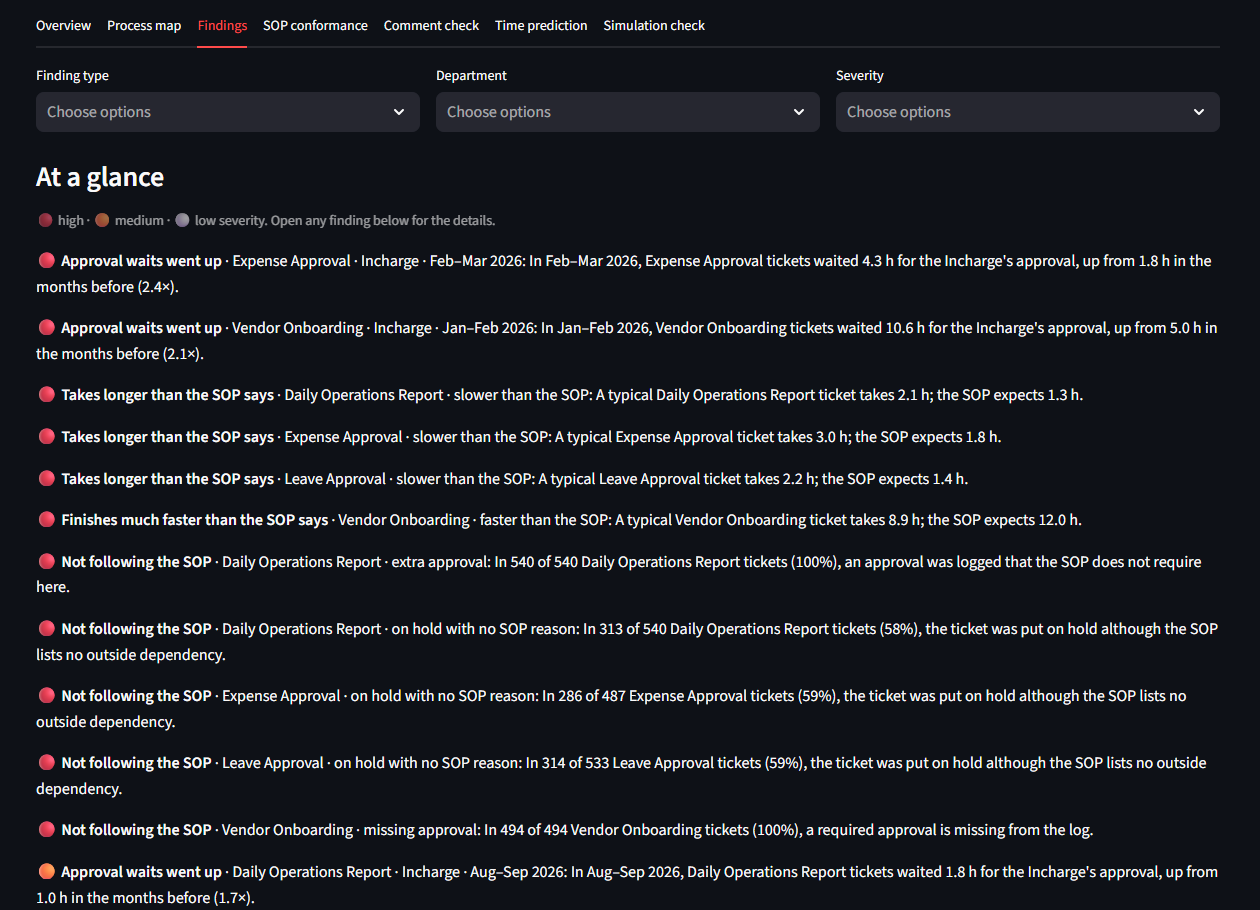 Overview Process map Findings SOP conformance Comment check Time prediction Simulation check
Finding type Department Severity
Choose options Choose options Choose options
At a glance
high · medium · low severity. Open any finding below for the details.
Approval waits went up · Expense Approval · Incharge · Feb–Mar 2026: In Feb–Mar 2026, Expense Approval tickets waited 4.3 h for the Incharge's approval, up from 1.8 h in the
months before (2.4×).
Approval waits went up · Vendor Onboarding · Incharge · Jan–Feb 2026: In Jan–Feb 2026, Vendor Onboarding tickets waited 10.6 h for the Incharge's approval, up from 5.0 h in
the months before (2.1×).
Takes longer than the SOP says · Daily Operations Report · slower than the SOP: A typical Daily Operations Report ticket takes 2.1 h; the SOP expects 1.3 h.
Takes longer than the SOP says · Expense Approval · slower than the SOP: A typical Expense Approval ticket takes 3.0 h; the SOP expects 1.8 h.
Takes longer than the SOP says · Leave Approval · slower than the SOP: A typical Leave Approval ticket takes 2.2 h; the SOP expects 1.4 h.
Finishes much faster than the SOP says · Vendor Onboarding · faster than the SOP: A typical Vendor Onboarding ticket takes 8.9 h; the SOP expects 12.0 h.
Not following the SOP · Daily Operations Report · extra approval: In 540 of 540 Daily Operations Report tickets (100%), an approval was logged that the SOP does not require
here.
Not following the SOP · Daily Operations Report · on hold with no SOP reason: In 313 of 540 Daily Operations Report tickets (58%), the ticket was put on hold although the SOP
lists no outside dependency.
Not following the SOP · Expense Approval · on hold with no SOP reason: In 286 of 487 Expense Approval tickets (59%), the ticket was put on hold although the SOP lists no
outside dependency.
Not following the SOP · Leave Approval · on hold with no SOP reason: In 314 of 533 Leave Approval tickets (59%), the ticket was put on hold although the SOP lists no outside
dependency.
Not following the SOP · Vendor Onboarding · missing approval: In 494 of 494 Vendor Onboarding tickets (100%), a required approval is missing from the log.
Approval waits went up · Daily Operations Report · Incharge · Aug–Sep 2026: In Aug–Sep 2026, Daily Operations Report tickets waited 1.8 h for the Incharge's approval, up from
1.0 h in the months before (1.7×).